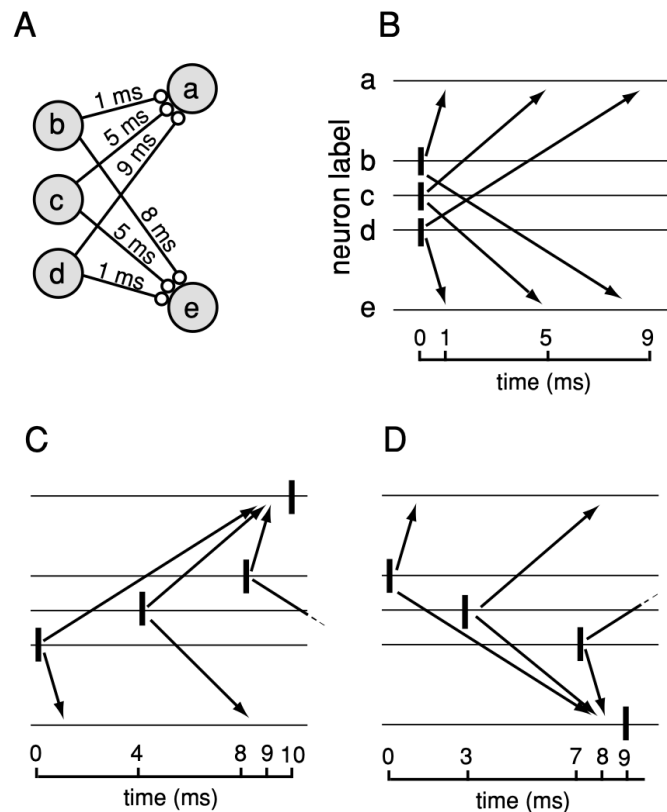 A
1 ms
a
b
5 ms
9 ms
c
8 ms
5 ms
d
1 ms
e
B
neuron label
a
b
c
d
e
0 1 5 9
time (ms)
C
0 4 8 9 10
time (ms)
D
0 3 7 8 9
time (ms)